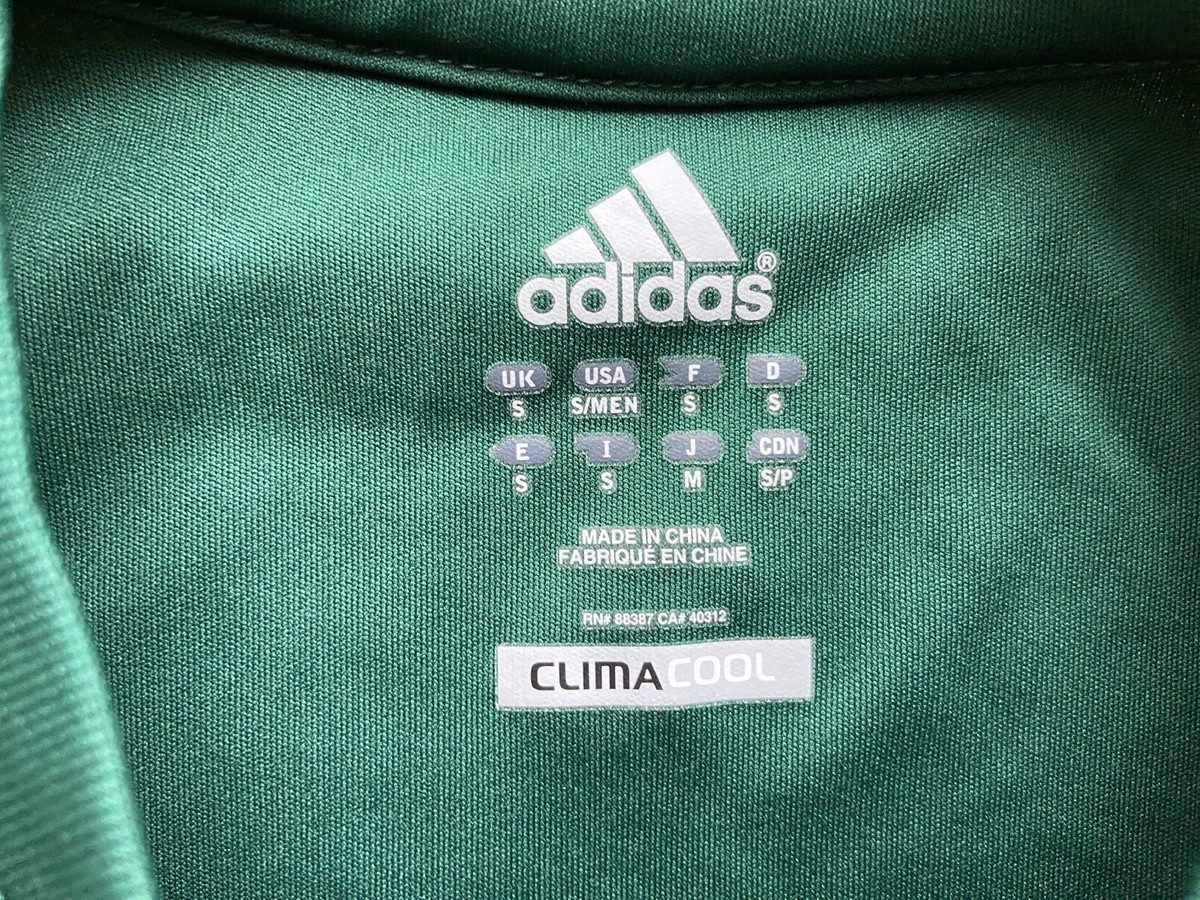 adidas®
UK USA F D
S S/MEN S S
E I J CDN
S S M S/P
MADE IN CHINA
FABRIQUÉ EN CHINE
RN# 88387 CA# 40312
CLIMACOOL